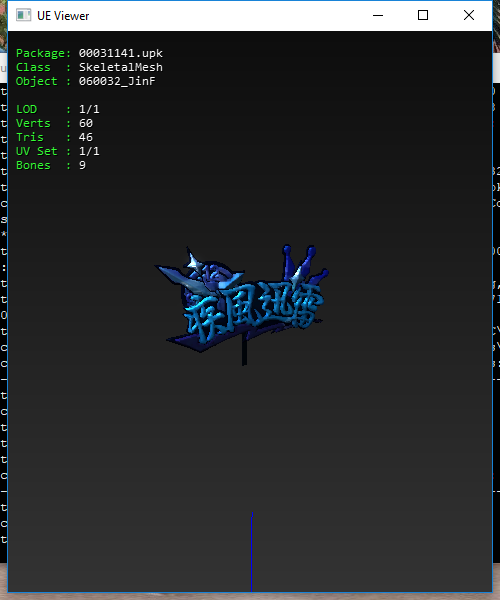 UE Viewer
Package: 00031141.upk
Class : SkeletalMesh
Object : 060032_JinF
LOD : 1/1
Verts : 60
Tris : 46
UV Set : 1/1
Bones : 9
疾風迅雷